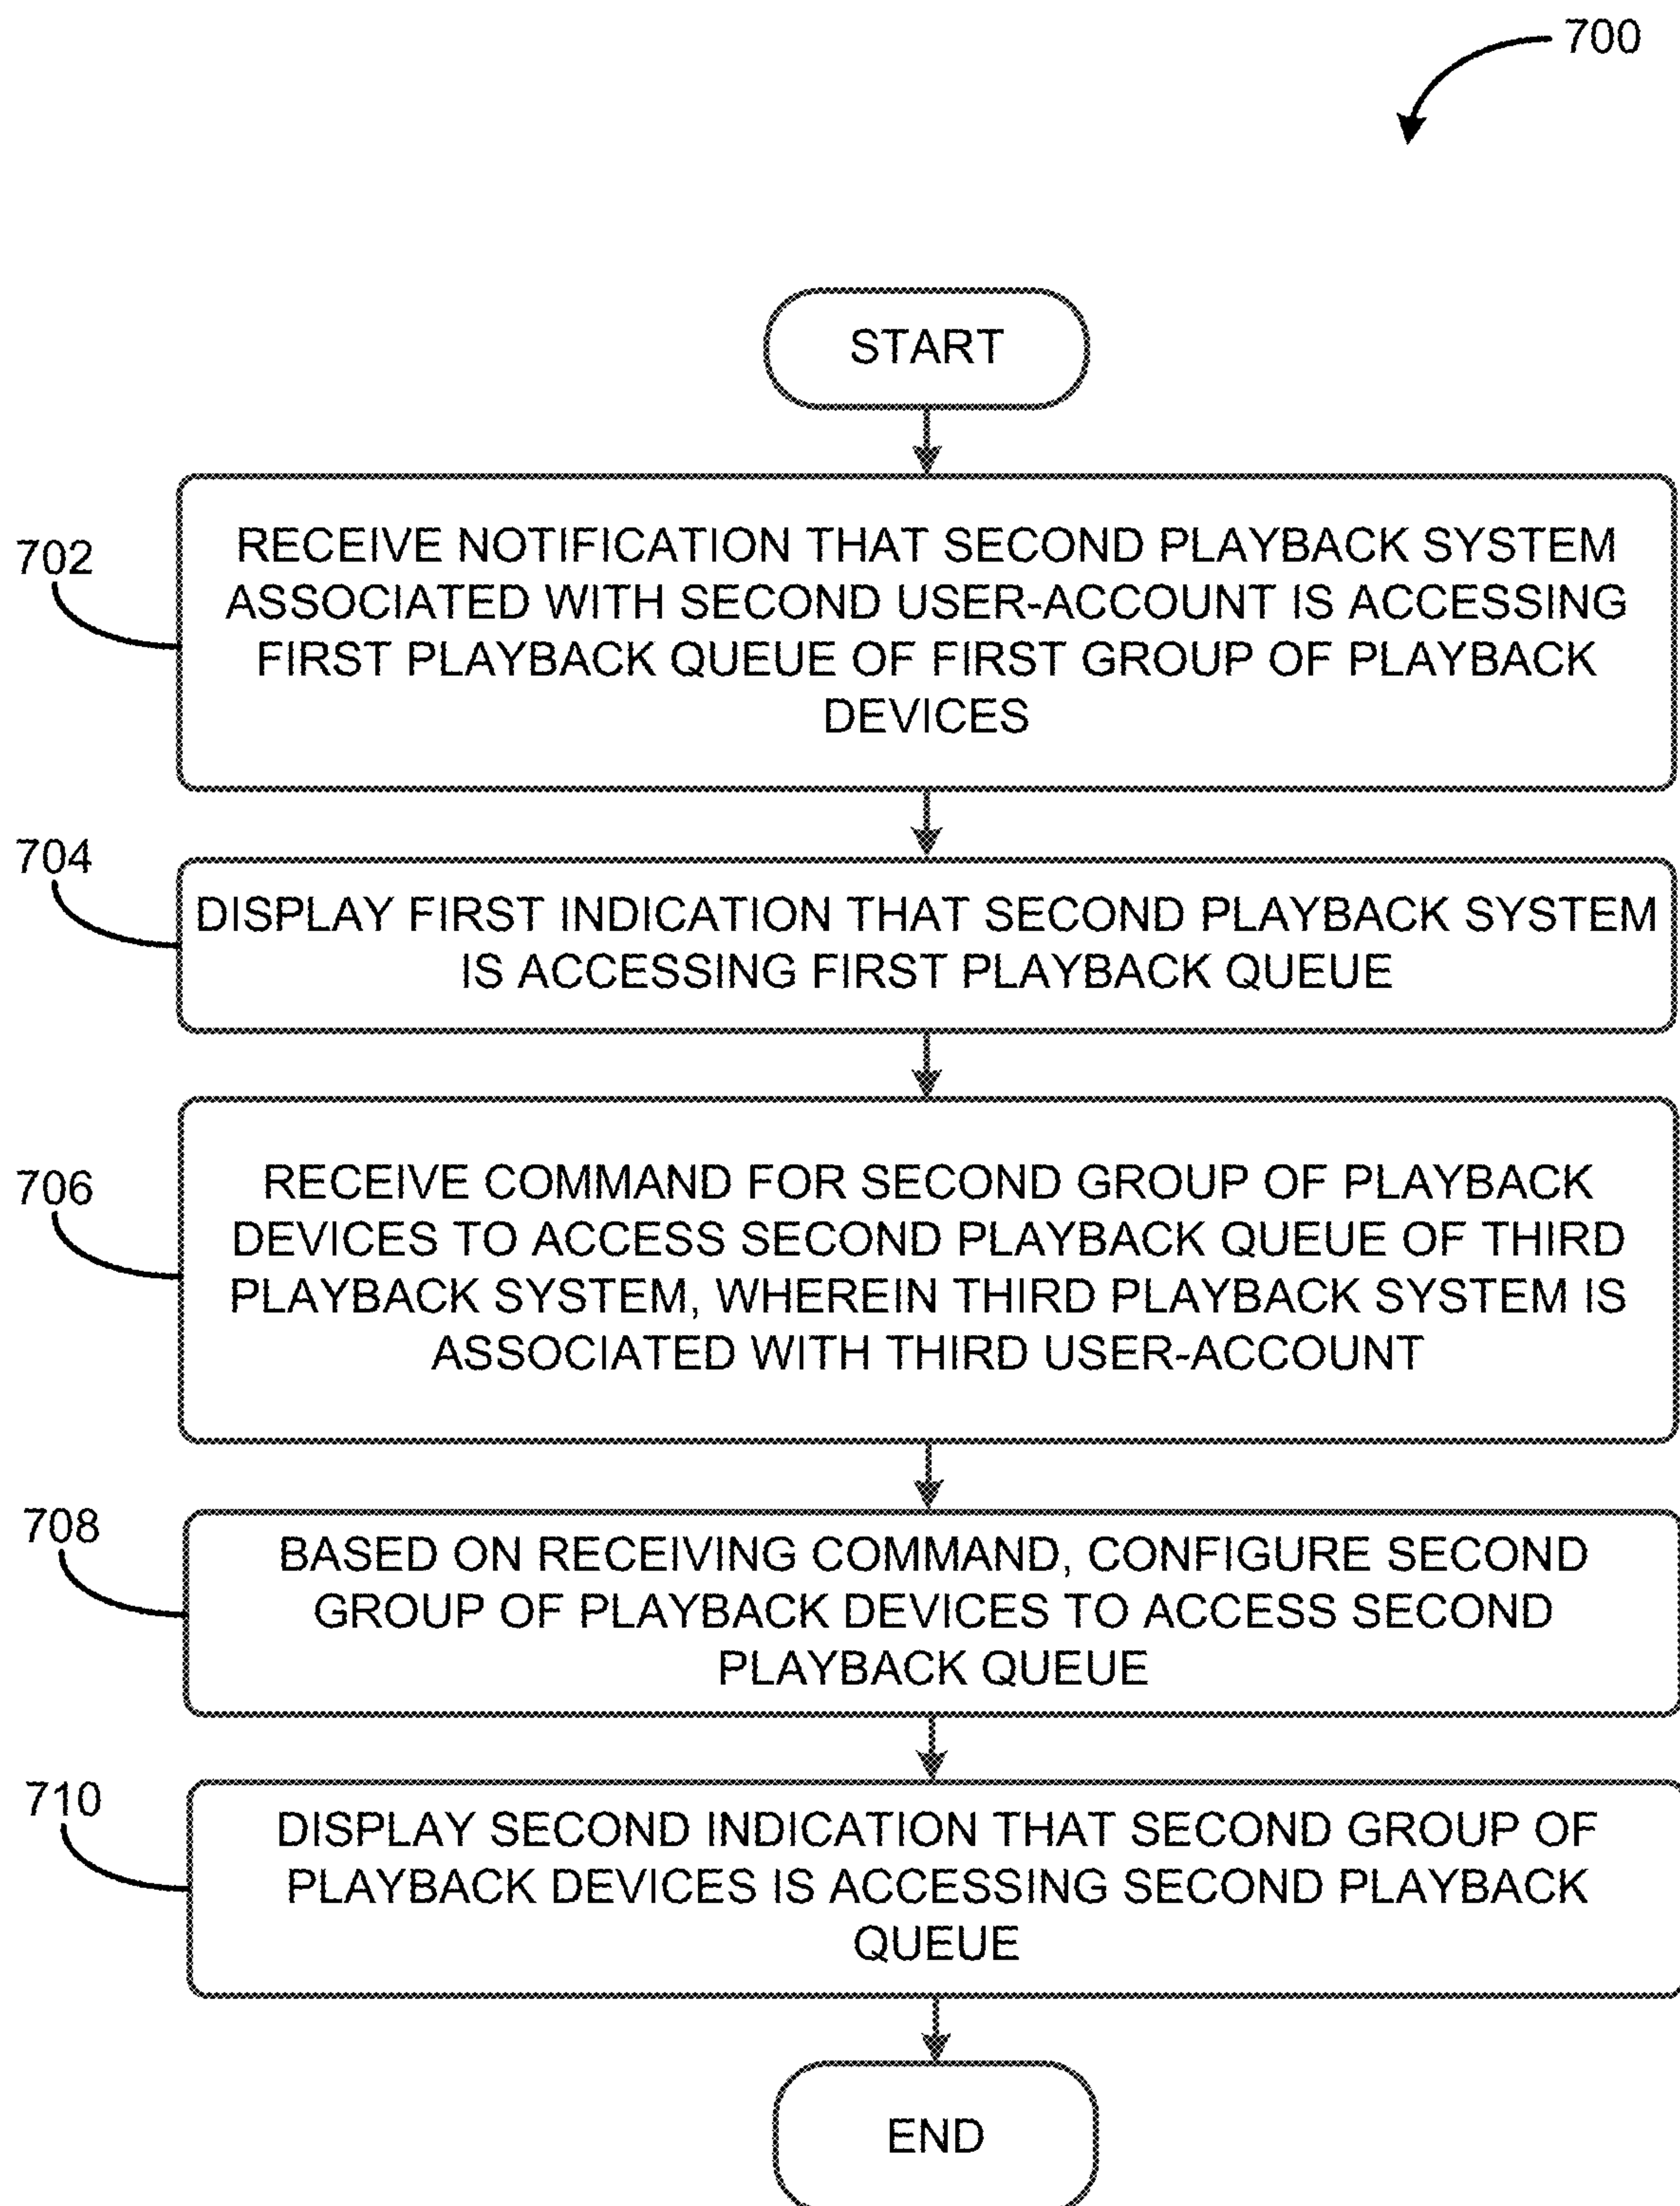 700
START
702
RECEIVE NOTIFICATION THAT SECOND PLAYBACK SYSTEM
ASSOCIATED WITH SECOND USER-ACCOUNT IS ACCESSING
FIRST PLAYBACK QUEUE OF FIRST GROUP OF PLAYBACK
DEVICES
704
DISPLAY FIRST INDICATION THAT SECOND PLAYBACK SYSTEM
IS ACCESSING FIRST PLAYBACK QUEUE
706
RECEIVE COMMAND FOR SECOND GROUP OF PLAYBACK
DEVICES TO ACCESS SECOND PLAYBACK QUEUE OF THIRD
PLAYBACK SYSTEM, WHEREIN THIRD PLAYBACK SYSTEM IS
ASSOCIATED WITH THIRD USER-ACCOUNT
708
BASED ON RECEIVING COMMAND, CONFIGURE SECOND
GROUP OF PLAYBACK DEVICES TO ACCESS SECOND
PLAYBACK QUEUE
710
DISPLAY SECOND INDICATION THAT SECOND GROUP OF
PLAYBACK DEVICES IS ACCESSING SECOND PLAYBACK
QUEUE
END